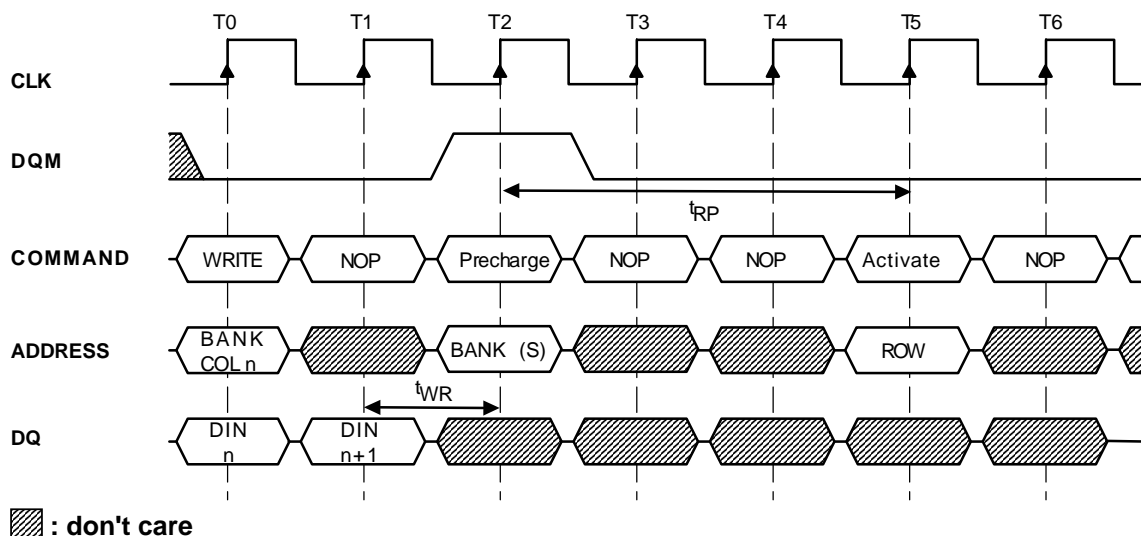 T0 T1 T2 T3 T4 T5 T6
CLK
DQM
tRP
COMMAND WRITE NOP Precharge NOP NOP Activate NOP
ADDRESS BANK COL n BANK (S) ROW
tWR
DQ DIN n DIN n+1
: don't care